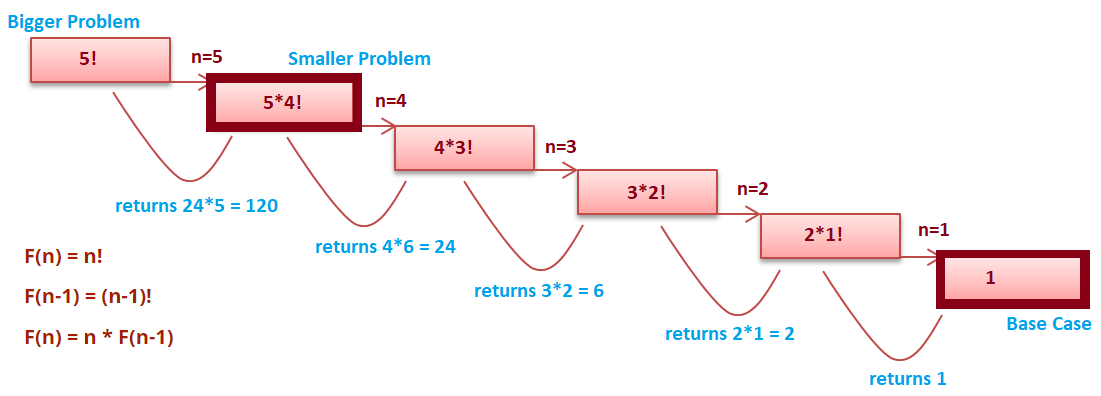 Bigger Problem
5!
n=5
Smaller Problem
5*4!
n=4
4*3!
n=3
3*2!
n=2
2*1!
n=1
1
Base Case
returns 24*5 = 120
returns 4*6 = 24
returns 3*2 = 6
returns 2*1 = 2
returns 1
F(n) = n!
F(n-1) = (n-1)!
F(n) = n * F(n-1)